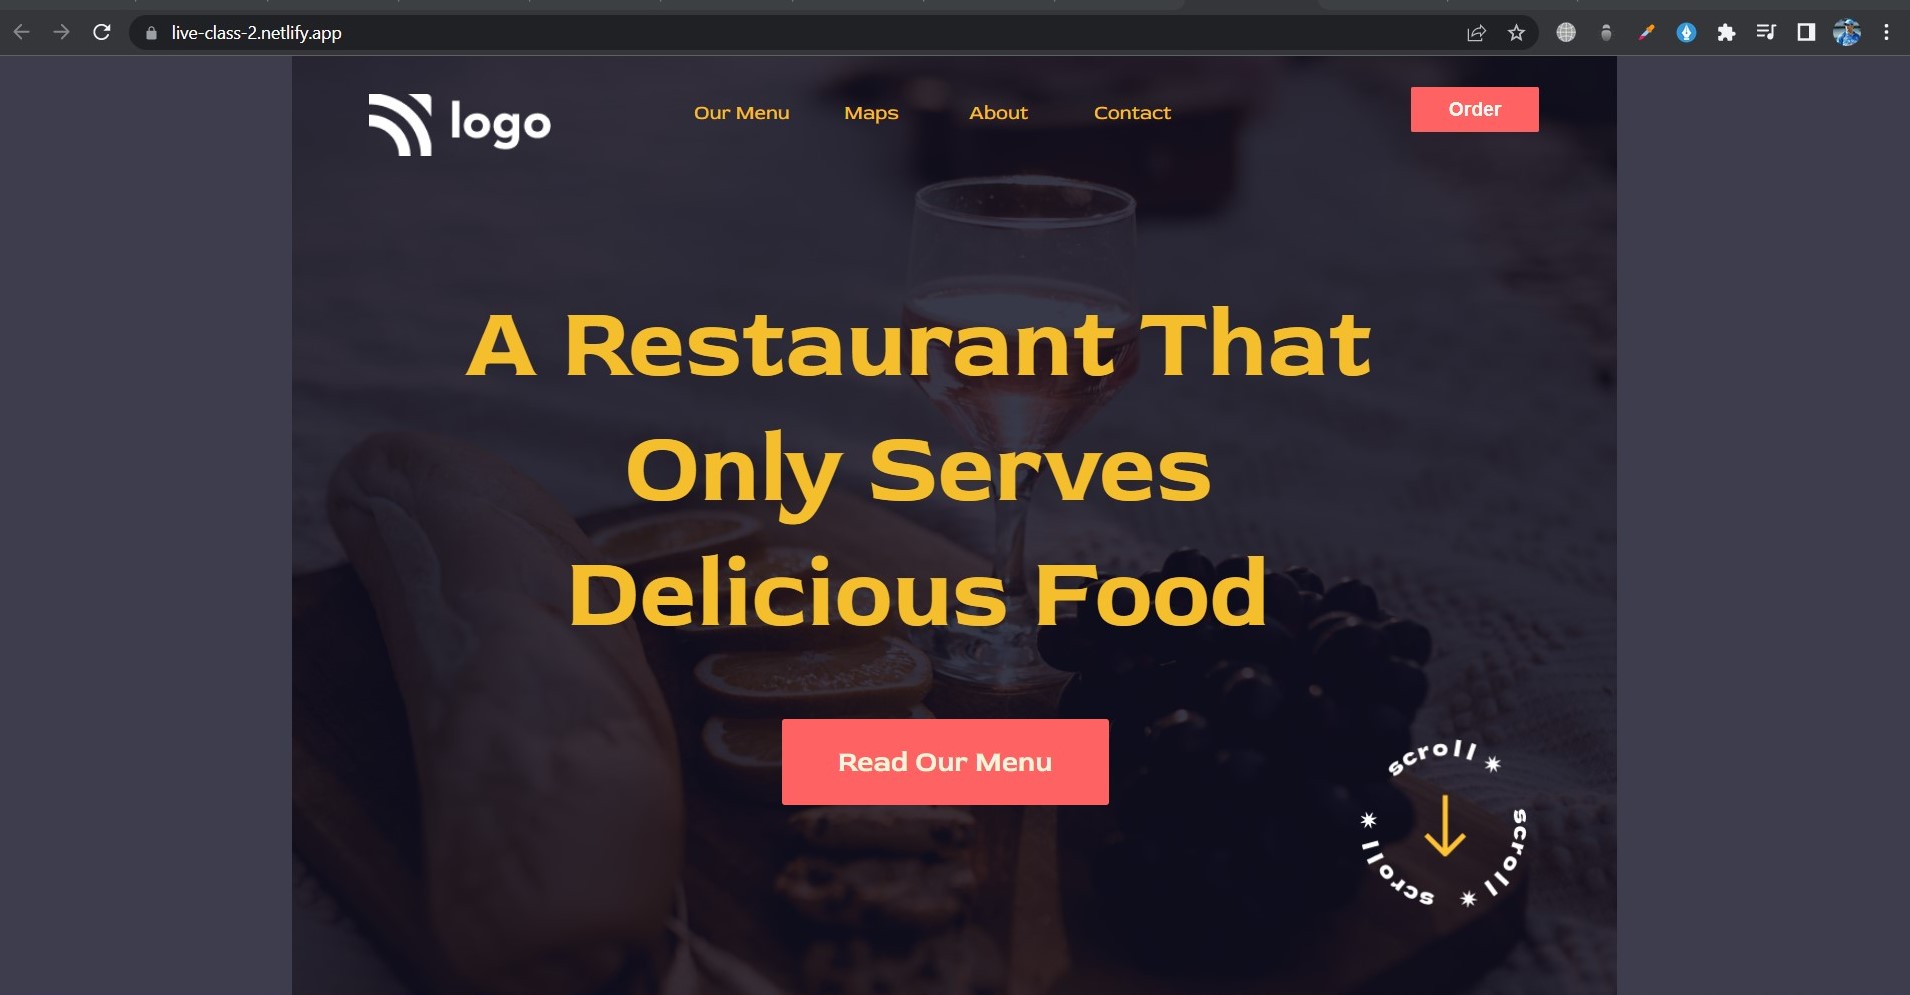 live-class-2.netlify.app
logo
Our Menu
Maps
About
Contact
Order
A Restaurant That
Only Serves
Delicious Food
Read Our Menu
scroll
scroll
scroll